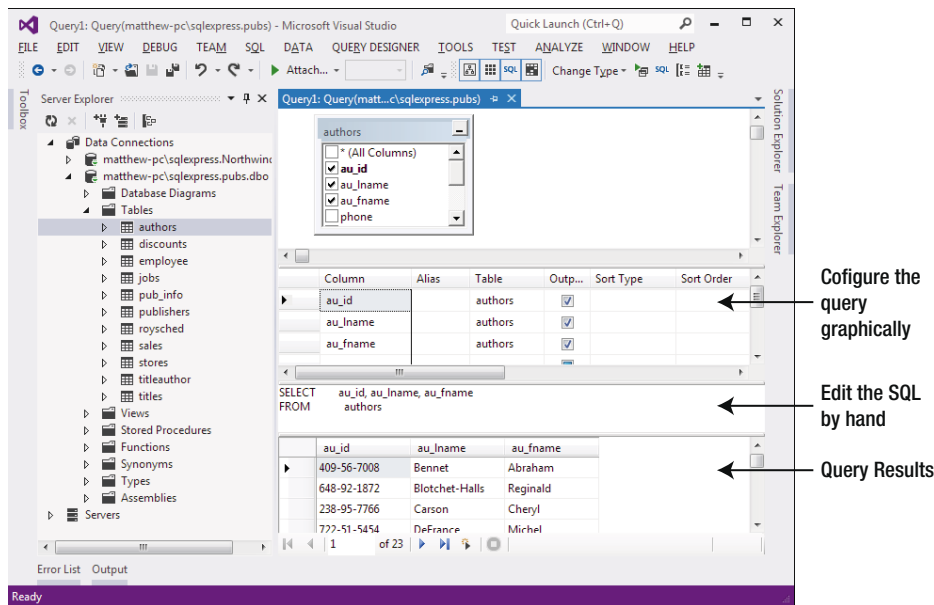 Query1: Query(matthew-pc\sqlexpress.pubs) - Microsoft Visual Studio
Quick Launch (Ctrl+Q)
FILE EDIT VIEW DEBUG TEAM SQL DATA QUERY DESIGNER TOOLS TEST ANALYZE WINDOW HELP
Attach...
SQL
Change Type
SQL
Toolbox
Server Explorer
Data Connections
matthew-pc\sqlexpress.Northwind
matthew-pc\sqlexpress.pubs.dbo
Database Diagrams
Tables
authors
discounts
employee
jobs
pub_info
publishers
roysched
sales
stores
titleauthor
titles
Views
Stored Procedures
Functions
Synonyms
Types
Assemblies
Servers
Query1: Query(matt...c\sqlexpress.pubs)
authors
* (All Columns)
au_id
au_lname
au_fname
phone
Column Alias Table Outp... Sort Type Sort Order
au_id authors
au_lname authors
au_fname authors
SELECT au_id, au_lname, au_fname
FROM authors
au_id au_lname au_fname
409-56-7008 Bennet Abraham
648-92-1872 Blotchet-Halls Reginald
238-95-7766 Carson Cheryl
722-51-5454 DeFrance Michel
1 of 23
Solution Explorer
Team Explorer
Error List Output
Ready
Cofigure the
query
graphically
Edit the SQL
by hand
Query Results